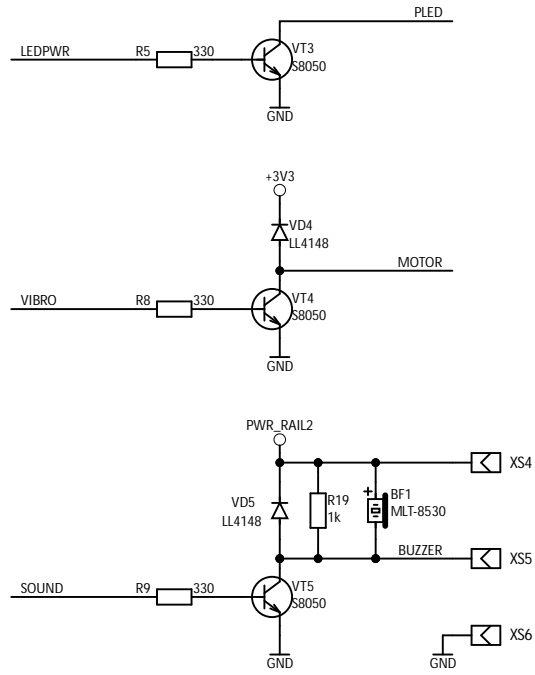 PLED
LEDPWR R5 330 VT3
S8050
GND
+3V3
VD4
LL4148
MOTOR
VIBRO R8 330 VT4
S8050
GND
PWR_RAIL2
XS4
VD5 R19 BF1
LL4148 1k MLT-8530
BUZZER XS5
SOUND R9 330 VT5
S8050
XS6
GND GND